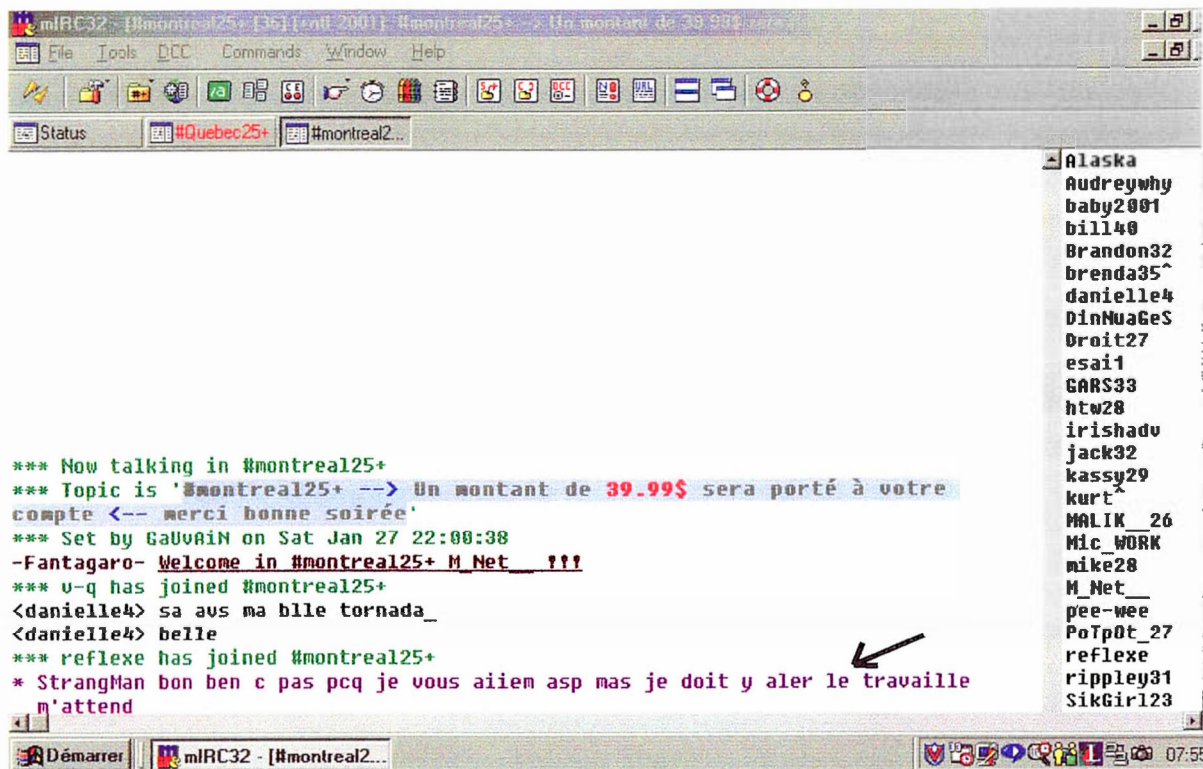 mIRC32 - [#montreal25+ [36] [+ntl 2001]: #montreal25+ --> Un montant de 39.99$
File Tools DCC Commands Window Help
Status #Quebec25+ #montreal2...
Alaska
Audreywhy
baby2001
bill40
Brandon32
brenda35^
danielle4
DinNuaGeS
Droit27
esai1
GARS33
htw28
irishadv
jack32
kassy29
kurt^
MALIK__26
Mic_WORK
mike28
M_Net__
pee-wee
PoTpOt_27
reflexe
rippley31
SikGirl23
*** Now talking in #montreal25+
*** Topic is '#montreal25+ --> Un montant de 39.99$ sera porté à votre
compte <-- merci bonne soirée'
*** Set by GaUvAiN on Sat Jan 27 22:00:38
-Fantagaro- Welcome in #montreal25+ M_Net__ !!!
*** v-q has joined #montreal25+
<danielle4> sa avs ma blle tornada_
<danielle4> belle
*** reflexe has joined #montreal25+
* StrangMan bon ben c pas pcq je vous aiiem asp mas je doit y aler le travaille
m'attend
Démarrer mIRC32 - [#montreal2... 07:5